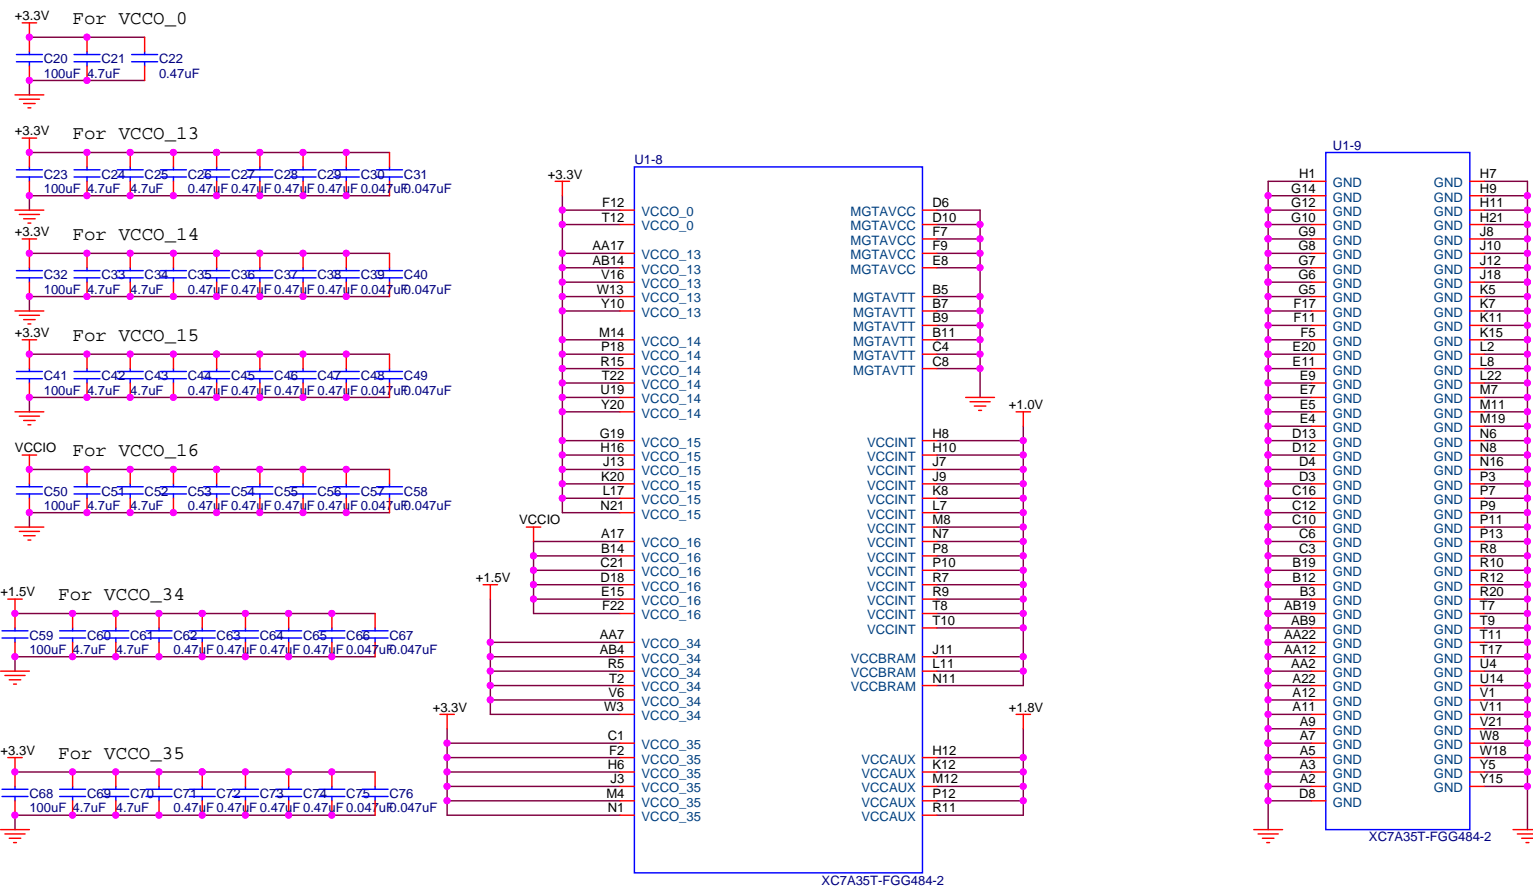 +3.3V For VCCO_0
C20 C21 C22
100uF 4.7uF 0.47uF
+3.3V For VCCO_13
C23 C24 C25 C26 C27 C28 C29 C30 C31
100uF 4.7uF 4.7uF 0.47uF 0.47uF 0.47uF 0.47uF 0.047uF 0.047uF
+3.3V For VCCO_14
C32 C33 C34 C35 C36 C37 C38 C39 C40
100uF 4.7uF 4.7uF 0.47uF 0.47uF 0.47uF 0.47uF 0.047uF 0.047uF
+3.3V For VCCO_15
C41 C42 C43 C44 C45 C46 C47 C48 C49
100uF 4.7uF 4.7uF 0.47uF 0.47uF 0.47uF 0.47uF 0.047uF 0.047uF
VCCIO For VCCO_16
C50 C51 C52 C53 C54 C55 C56 C57 C58
100uF 4.7uF 4.7uF 0.47uF 0.47uF 0.47uF 0.47uF 0.047uF 0.047uF
+1.5V For VCCO_34
C59 C60 C61 C62 C63 C64 C65 C66 C67
100uF 4.7uF 4.7uF 0.47uF 0.47uF 0.47uF 0.47uF 0.047uF 0.047uF
+3.3V For VCCO_35
C68 C69 C70 C71 C72 C73 C74 C75 C76
100uF 4.7uF 4.7uF 0.47uF 0.47uF 0.47uF 0.47uF 0.047uF 0.047uF
U1-8
+3.3V
F12 VCCO_0
T12 VCCO_0
AA17 VCCO_13
AB14 VCCO_13
V16 VCCO_13
W13 VCCO_13
Y10 VCCO_13
M14 VCCO_14
P18 VCCO_14
R15 VCCO_14
T22 VCCO_14
U19 VCCO_14
Y20 VCCO_14
G19 VCCO_15
H16 VCCO_15
J13 VCCO_15
K20 VCCO_15
L17 VCCO_15
N21 VCCO_15
VCCIO
A17 VCCO_16
B14 VCCO_16
C21 VCCO_16
D18 VCCO_16
E15 VCCO_16
F22 VCCO_16
+1.5V
AA7 VCCO_34
AB4 VCCO_34
R5 VCCO_34
T2 VCCO_34
V6 VCCO_34
W3 VCCO_34
+3.3V
C1 VCCO_35
F2 VCCO_35
H6 VCCO_35
J3 VCCO_35
M4 VCCO_35
N1 VCCO_35
MGTAVCC D6
MGTAVCC D10
MGTAVCC F7
MGTAVCC F9
MGTAVCC E8
MGTAVTT B5
MGTAVTT B7
MGTAVTT B9
MGTAVTT B11
MGTAVTT C4
MGTAVTT C8
+1.0V
VCCINT H8
VCCINT H10
VCCINT J7
VCCINT J9
VCCINT K8
VCCINT L7
VCCINT M8
VCCINT N7
VCCINT P8
VCCINT P10
VCCINT R7
VCCINT R9
VCCINT T8
VCCINT T10
VCCBRAM J11
VCCBRAM L11
VCCBRAM N11
+1.8V
VCCAUX H12
VCCAUX K12
VCCAUX M12
VCCAUX P12
VCCAUX R11
XC7A35T-FGG484-2
U1-9
H1 GND GND H7
G14 GND GND H9
G12 GND GND H11
G10 GND GND H21
G9 GND GND J8
G8 GND GND J10
G7 GND GND J12
G6 GND GND J18
G5 GND GND K5
F17 GND GND K7
F11 GND GND K11
F5 GND GND K15
E20 GND GND L2
E11 GND GND L8
E9 GND GND L22
E7 GND GND M7
E5 GND GND M11
E4 GND GND M19
D13 GND GND N6
D12 GND GND N8
D4 GND GND N16
D3 GND GND P3
C16 GND GND P7
C12 GND GND P9
C10 GND GND P11
C6 GND GND P13
C3 GND GND R8
B19 GND GND R10
B12 GND GND R12
B3 GND GND R20
AB19 GND GND T7
AB9 GND GND T9
AA22 GND GND T11
AA12 GND GND T17
AA2 GND GND U4
A22 GND GND U14
A12 GND GND V1
A11 GND GND V11
A9 GND GND V21
A7 GND GND W8
A5 GND GND W18
A3 GND GND Y5
A2 GND GND Y15
D8 GND
XC7A35T-FGG484-2